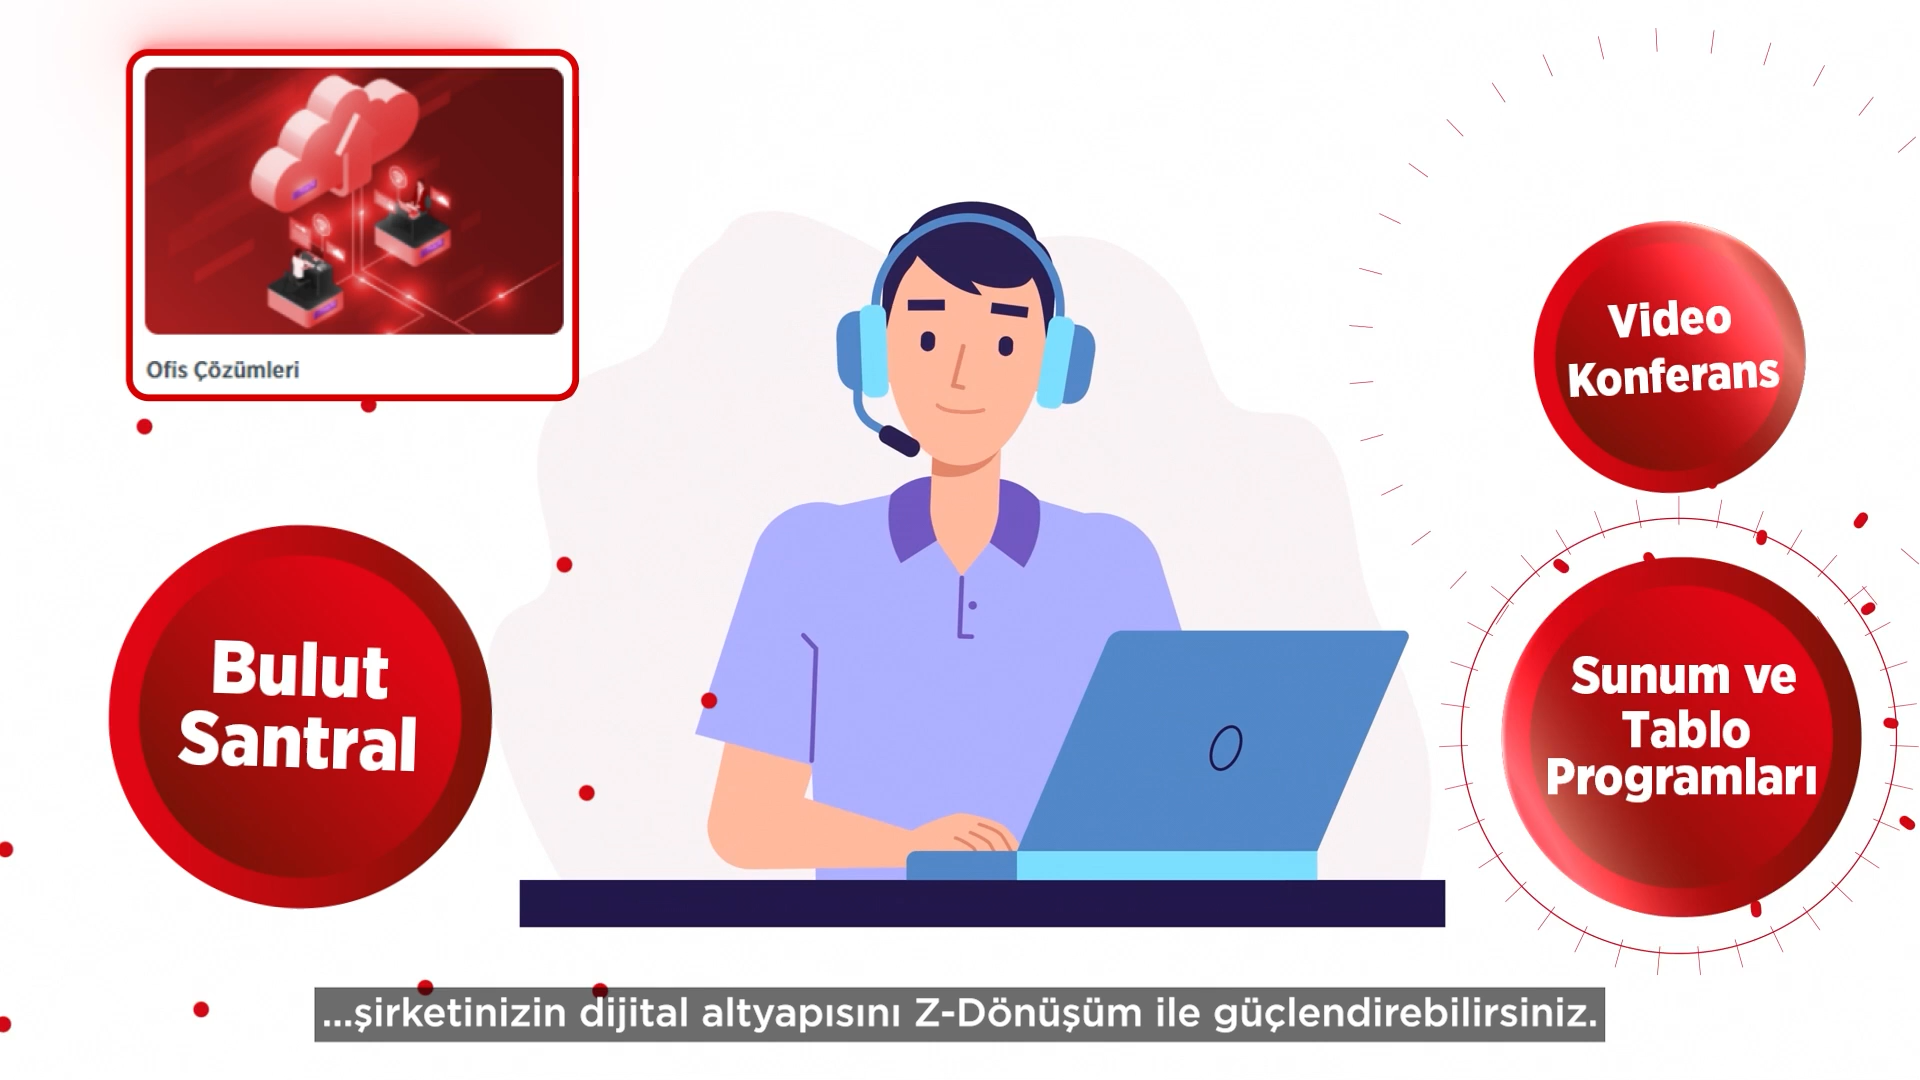 Ofis Çözümleri
Bulut
Santral
Video
Konferans
Sunum ve
Tablo
Programları
...şirketinizin dijital altyapısını Z-Dönüşüm ile güçlendirebilirsiniz.